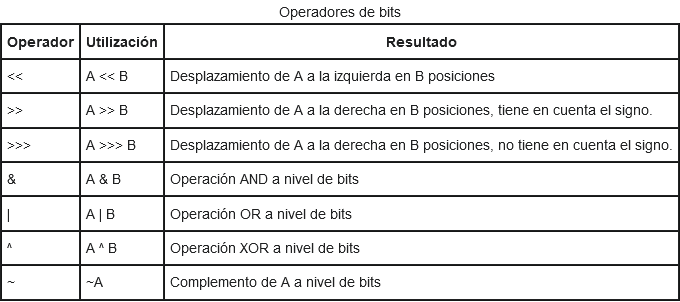 Operadores de bits
Operador Utilización Resultado
<< A << B Desplazamiento de A a la izquierda en B posiciones
>> A >> B Desplazamiento de A a la derecha en B posiciones, tiene en cuenta el signo.
>>> A >>> B Desplazamiento de A a la derecha en B posiciones, no tiene en cuenta el signo.
& A & B Operación AND a nivel de bits
| A | B Operación OR a nivel de bits
^ A ^ B Operación XOR a nivel de bits
~ ~A Complemento de A a nivel de bits